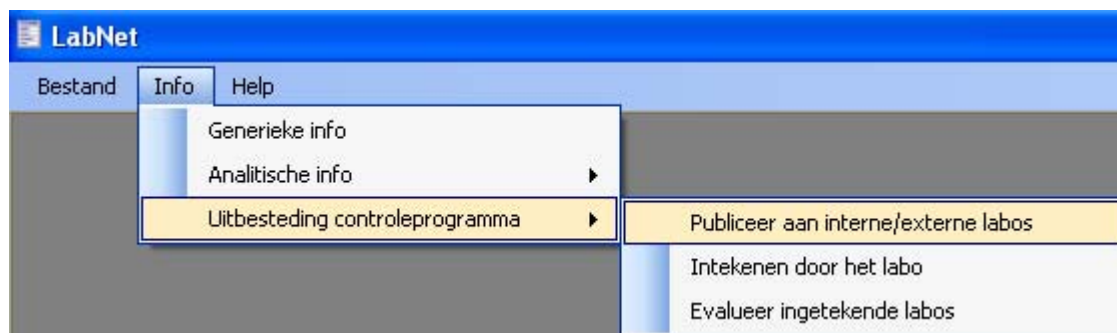 LabNet
Bestand Info Help
Generieke info
Analitische info
Uitbesteding controleprogramma
Publiceer aan interne/externe labos
Intekenen door het labo
Evalueer ingetekende labos